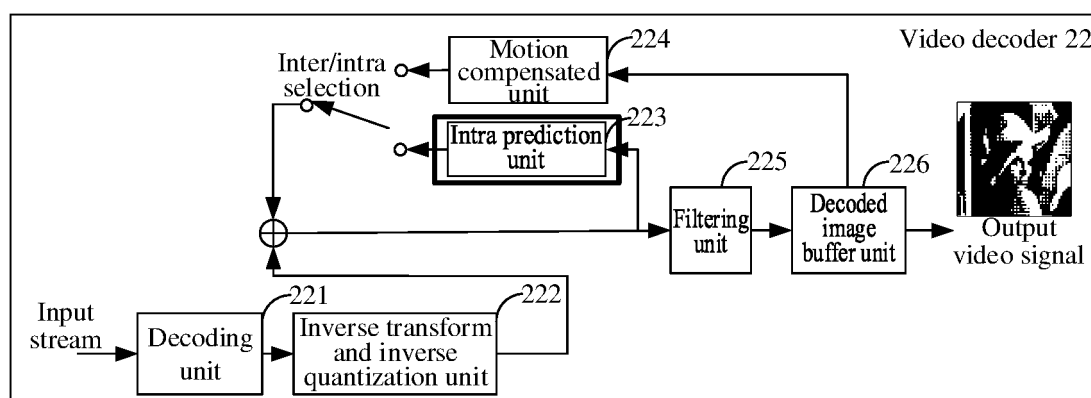 Video decoder 22
224
Motion
compensated
unit
Inter/intra
selection
223
Intra prediction
unit
225
Filtering
unit
226
Decoded
image
buffer unit
Output
video signal
Input
stream
221
Decoding
unit
222
Inverse transform
and inverse
quantization unit